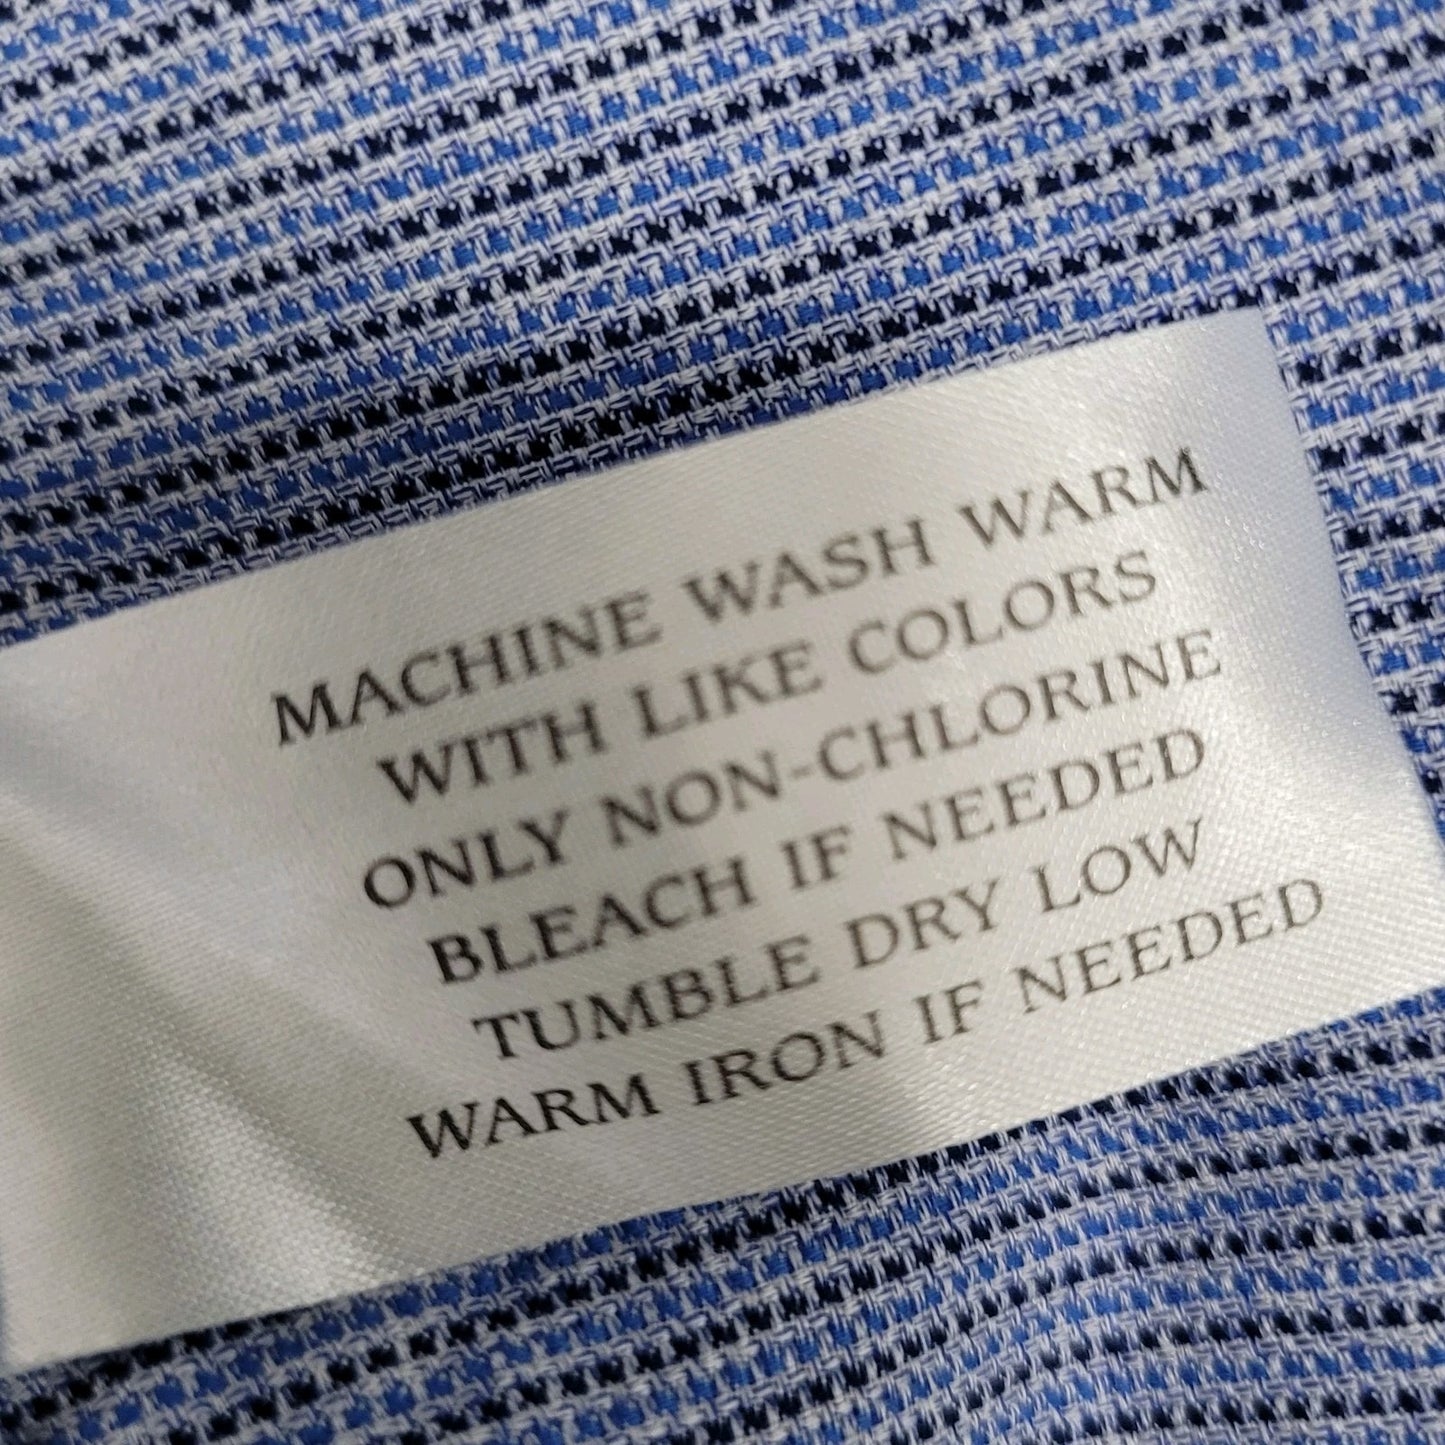 MACHINE WASH WARM
WITH LIKE COLORS
ONLY NON-CHLORINE
BLEACH IF NEEDED
TUMBLE DRY LOW
WARM IRON IF NEEDED